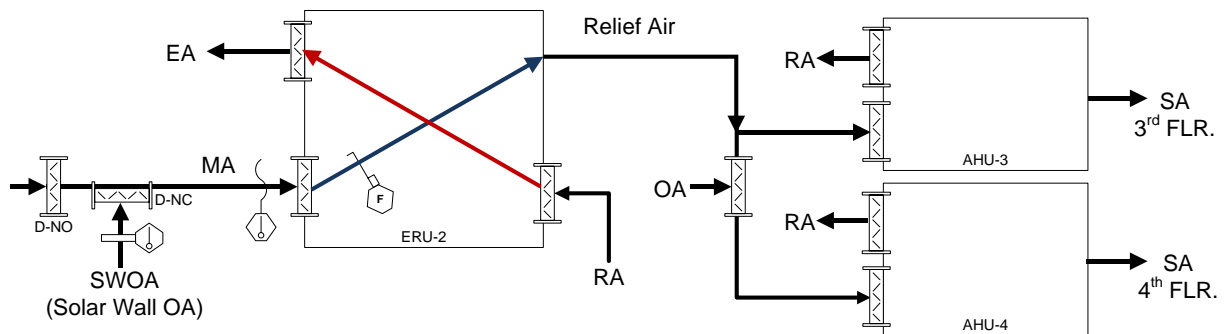 Relief Air
EA
RA
SA
3rd FLR.
AHU-3
MA
OA
D-NC
D-NO
F
ERU-2
SWOA
(Solar Wall OA)
RA
RA
SA
4th FLR.
AHU-4